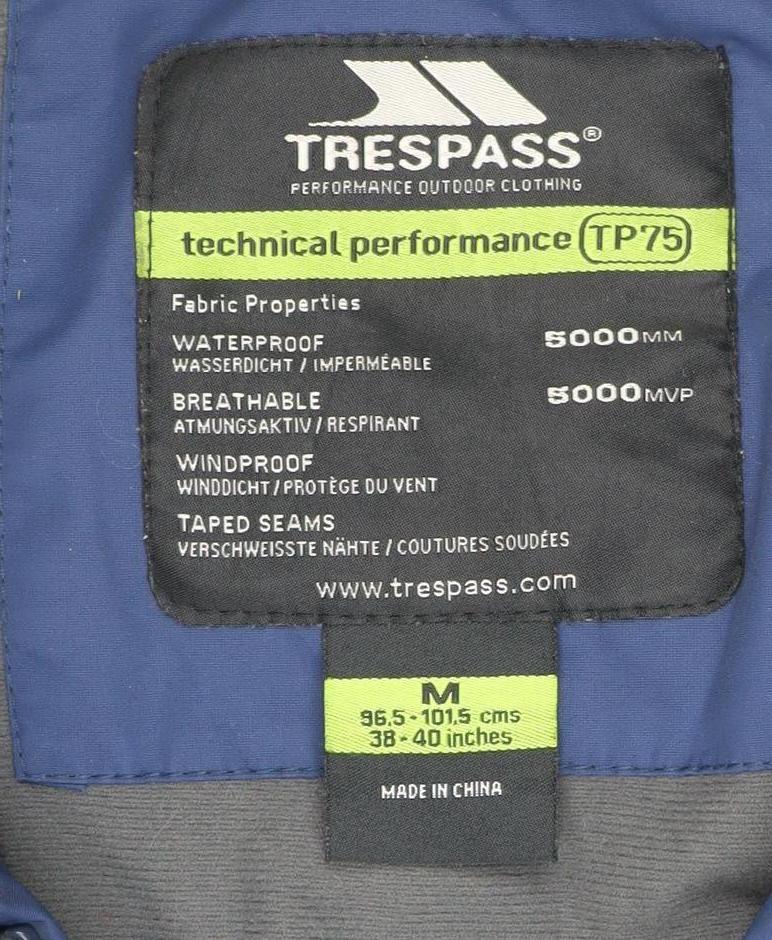 TRESPASS®
PERFORMANCE OUTDOOR CLOTHING
technical performance TP75
Fabric Properties
WATERPROOF 5000MM
WASSERDICHT / IMPERMÉABLE
BREATHABLE 5000MVP
ATMUNGSAKTIV / RESPIRANT
WINDPROOF
WINDDICHT / PROTÈGE DU VENT
TAPED SEAMS
VERSCHWEISSTE NÄHTE / COUTURES SOUDÉES
www.trespass.com
M
96.5 - 101.5 cms
38 - 40 inches
MADE IN CHINA